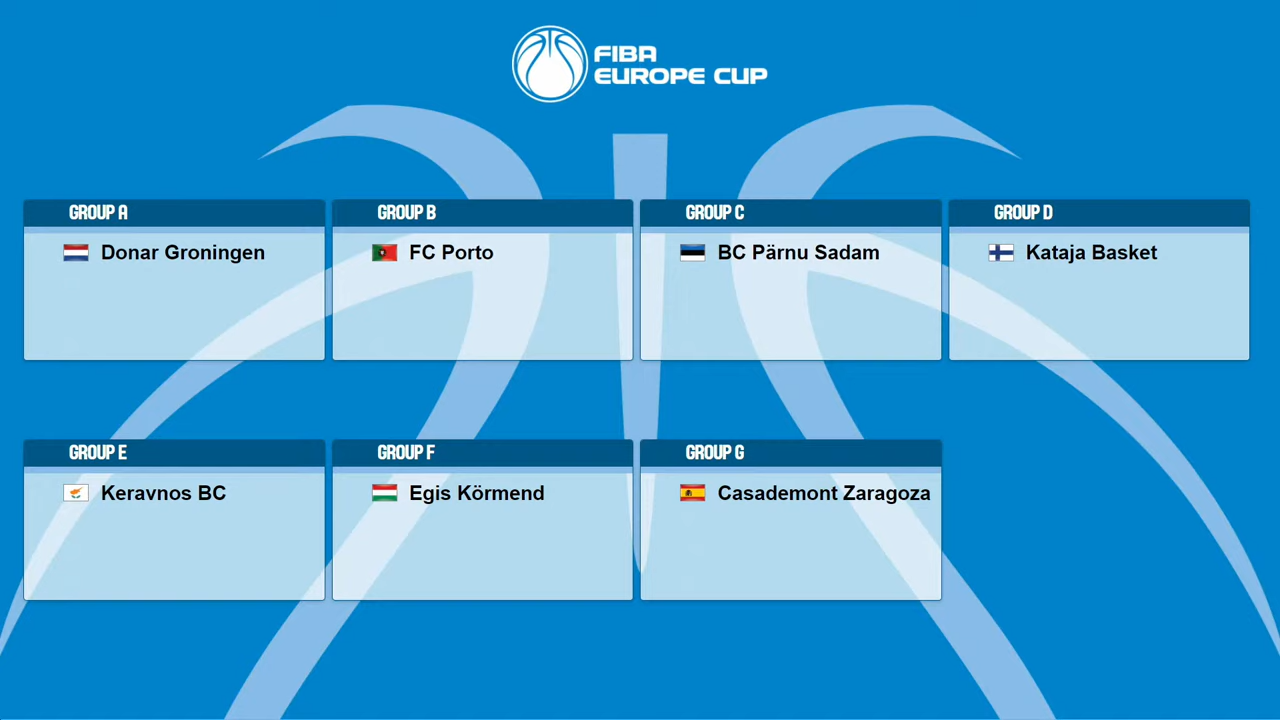 FIBA
EUROPE CUP
GROUP A
Donar Groningen
GROUP B
FC Porto
GROUP C
BC Pärnu Sadam
GROUP D
Kataja Basket
GROUP E
Keravnos BC
GROUP F
Egis Körmend
GROUP G
Casademont Zaragoza